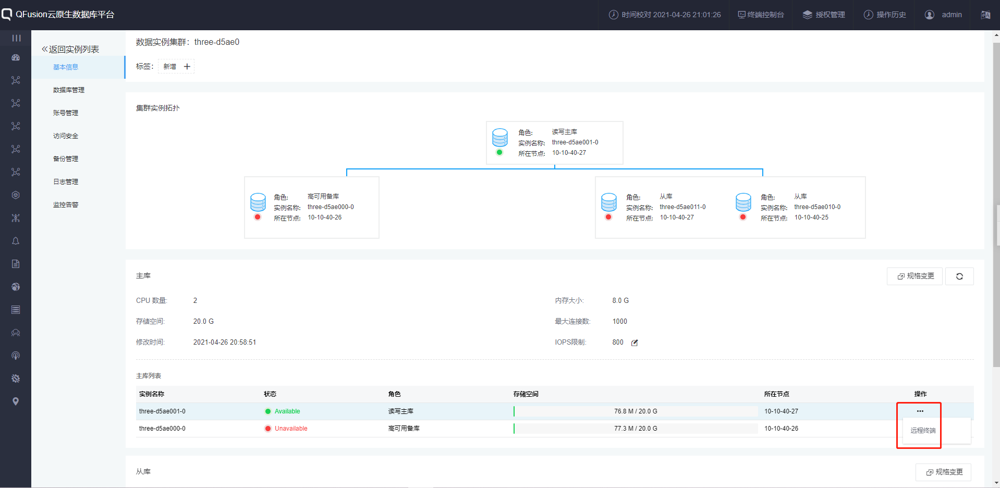 QFusion云原生数据库平台
时间校对 2021-04-26 21:01:26
终端控制台
授权管理
操作历史
admin
返回实例列表
基本信息
数据库管理
账号管理
访问安全
备份管理
日志管理
监控告警
数据实例集群：three-d5ae0
标签： 新增
集群实例拓扑
角色: 读写主库
实例名称: three-d5ae001-0
所在节点: 10-10-40-27
角色: 高可用备库
实例名称: three-d5ae000-0
所在节点: 10-10-40-26
角色: 从库
实例名称: three-d5ae011-0
所在节点: 10-10-40-27
角色: 从库
实例名称: three-d5ae010-0
所在节点: 10-10-40-25
主库
规格变更
CPU 数量: 2 内存大小: 8.0 G
存储空间: 20.0 G 最大连接数: 1000
修改时间: 2021-04-26 20:58:51 IOPS限制: 800
主库列表
实例名称 状态 角色 存储空间 所在节点 操作
three-d5ae001-0 Available 读写主库 76.8 M / 20.0 G 10-10-40-27 •••
three-d5ae000-0 Unavailable 高可用备库 77.3 M / 20.0 G 10-10-40-26
远程终端
从库
规格变更